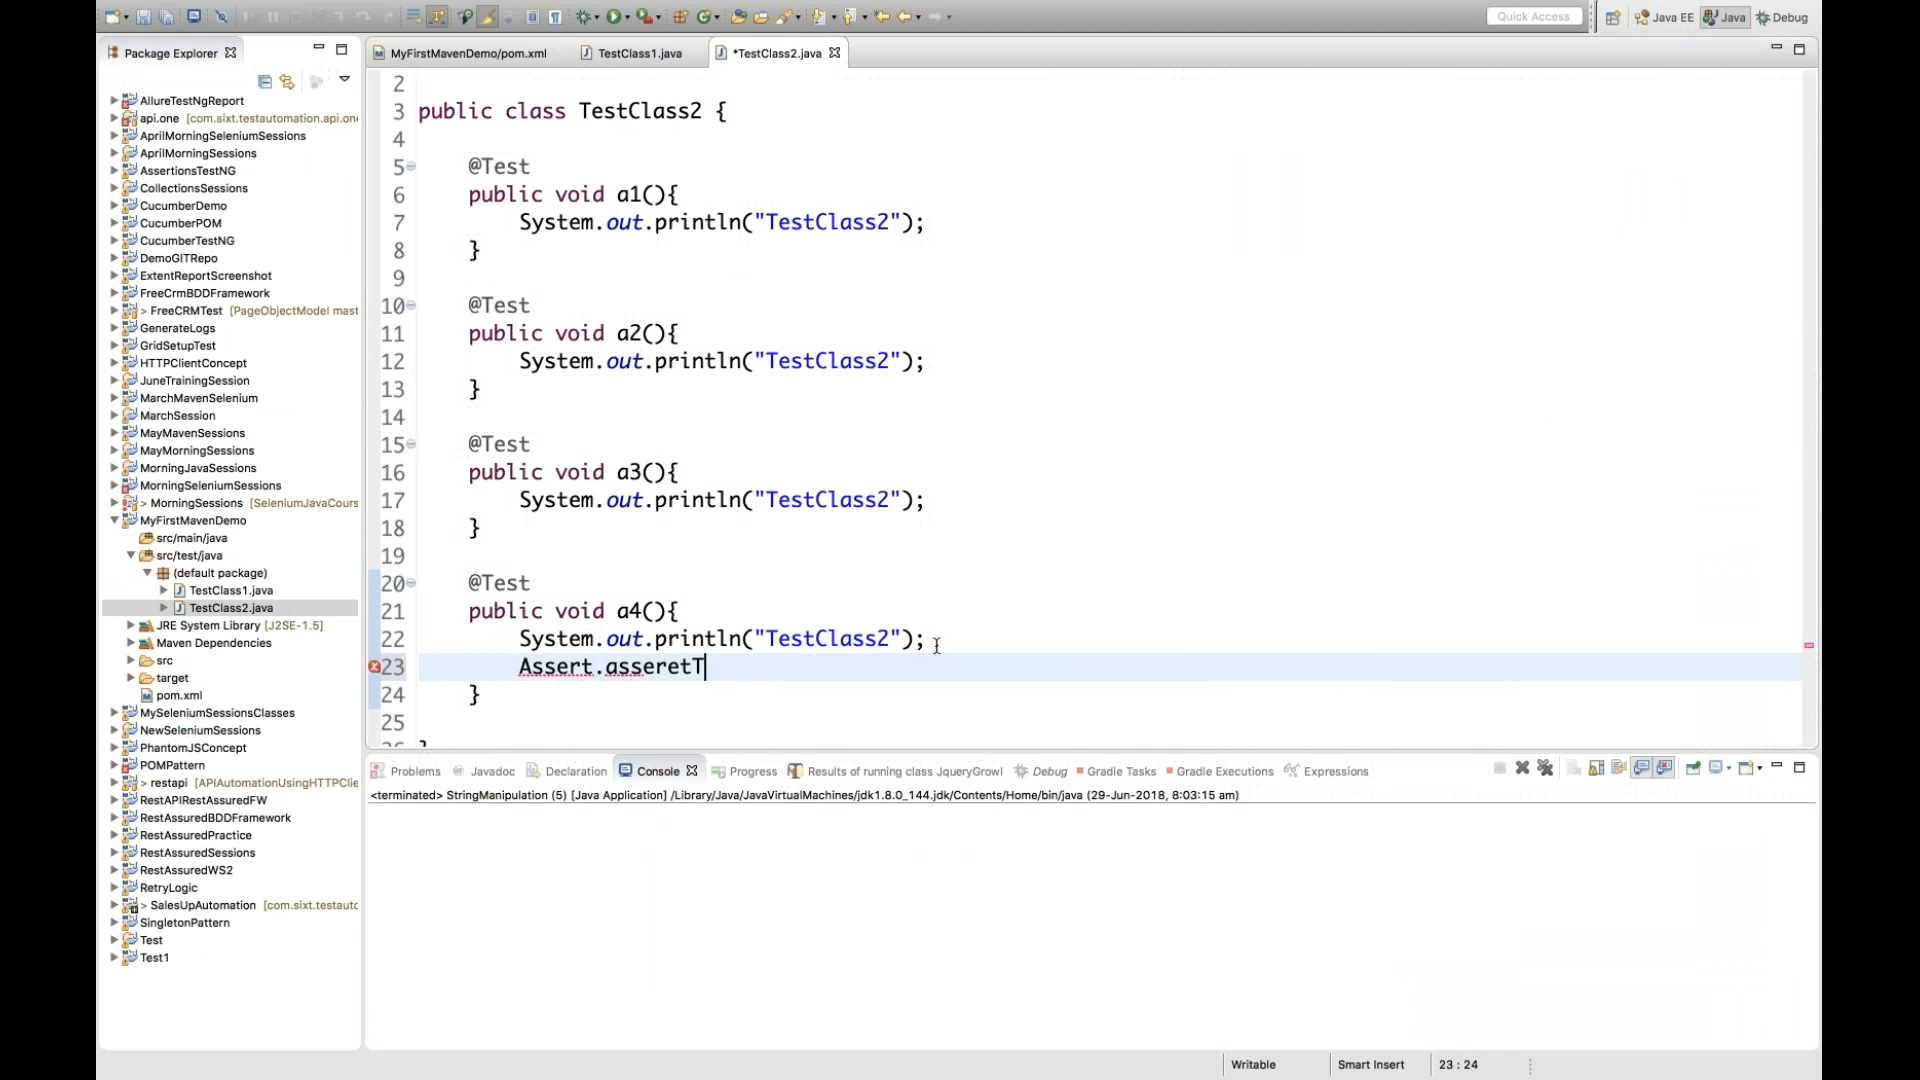 Quick Access
Java EE
Java
Debug
Package Explorer
MyFirstMavenDemo/pom.xml
TestClass1.java
*TestClass2.java
AllureTestNgReport
api.one [com.sixt.testautomation.api.one
AprilMorningSeleniumSessions
AprilMorningSessions
AssertionsTestNG
CollectionsSessions
CucumberDemo
CucumberPOM
CucumberTestNG
DemoGITRepo
ExtentReportScreenshot
FreeCrmBDDFramework
> FreeCRMTest [PageObjectModel mast
GenerateLogs
GridSetupTest
HTTPClientConcept
JuneTrainingSession
MarchMavenSelenium
MarchSession
MayMavenSessions
MayMorningSessions
MorningJavaSessions
MorningSeleniumSessions
> MorningSessions [SeleniumJavaCours
MyFirstMavenDemo
src/main/java
src/test/java
(default package)
TestClass1.java
TestClass2.java
JRE System Library [J2SE-1.5]
Maven Dependencies
src
target
pom.xml
MySeleniumSessionsClasses
NewSeleniumSessions
PhantomJSConcept
POMPattern
> restapi [APIAutomationUsingHTTPClie
RestAPIRestAssuredFW
RestAssuredBDDFramework
RestAssuredPractice
RestAssuredSessions
RestAssuredWS2
RetryLogic
> SalesUpAutomation [com.sixt.testauto
SingletonPattern
Test
Test1
2
3 public class TestClass2 {
4
5 @Test
6 public void a1(){
7 System.out.println("TestClass2");
8 }
9
10 @Test
11 public void a2(){
12 System.out.println("TestClass2");
13 }
14
15 @Test
16 public void a3(){
17 System.out.println("TestClass2");
18 }
19
20 @Test
21 public void a4(){
22 System.out.println("TestClass2");
23 Assert.asseretT
24 }
25
26 }
Problems
Javadoc
Declaration
Console
Progress
Results of running class JqueryGrowl
Debug
Gradle Tasks
Gradle Executions
Expressions
<terminated> StringManipulation (5) [Java Application] /Library/Java/JavaVirtualMachines/jdk1.8.0_144.jdk/Contents/Home/bin/java (29-Jun-2018, 8:03:15 am)
Writable
Smart Insert
23 : 24